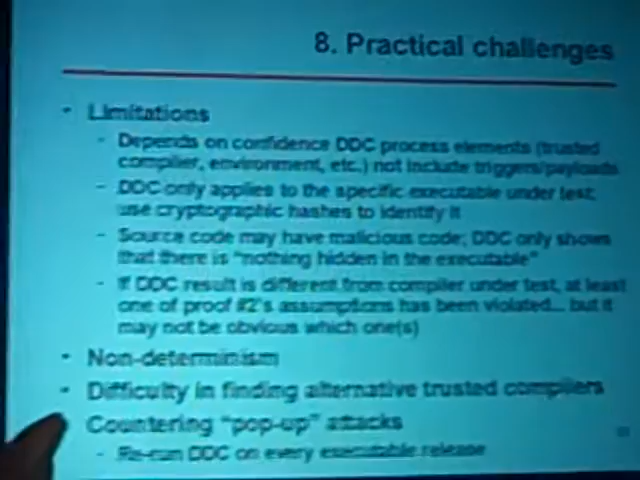 8. Practical challenges
- Limitations
- Depends on confidence DDC process elements (trusted
compiler, environment, etc.) not include triggers/payloads
- DDC only applies to the specific executable under test;
use cryptographic hashes to identify it
- Source code may have malicious code; DDC only shows
that there is "nothing hidden in the executable"
- If DDC result is different from compiler under test, at least
one of proof #2's assumptions has been violated... but it
may not be obvious which one(s)
- Non-determinism
- Difficulty in finding alternative trusted compilers
Countering "pop-up" attacks
- Re-run DDC on every executable release